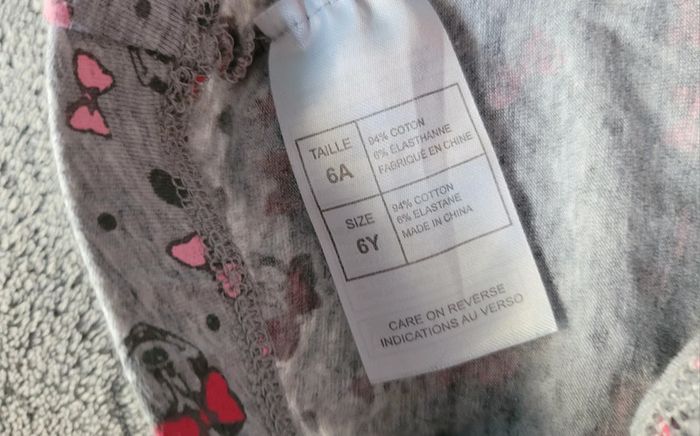 TAILLE
6A
94% COTON
6% ÉLASTHANNE
FABRIQUÉ EN CHINE
SIZE
6Y
94% COTTON
6% ELASTANE
MADE IN CHINA
CARE ON REVERSE
INDICATIONS AU VERSO